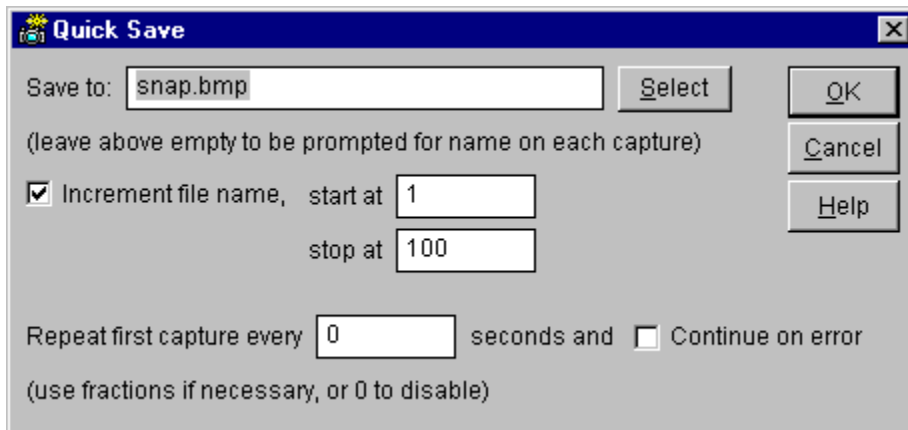 Quick Save
Save to: snap.bmp Select OK
(leave above empty to be prompted for name on each capture)
Cancel
Increment file name, start at 1
Help
stop at 100
Repeat first capture every 0 seconds and Continue on error
(use fractions if necessary, or 0 to disable)